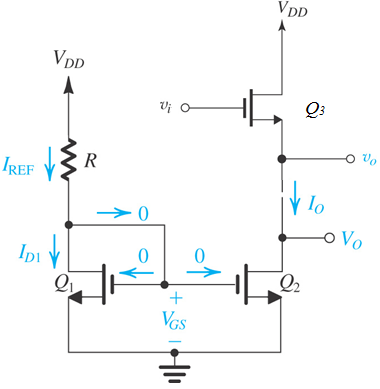 V_DD
V_DD
v_i
Q_3
I_REF
R
v_o
0
I_O
I_D1
0
0
V_O
Q_1
Q_2
+
V_GS
−